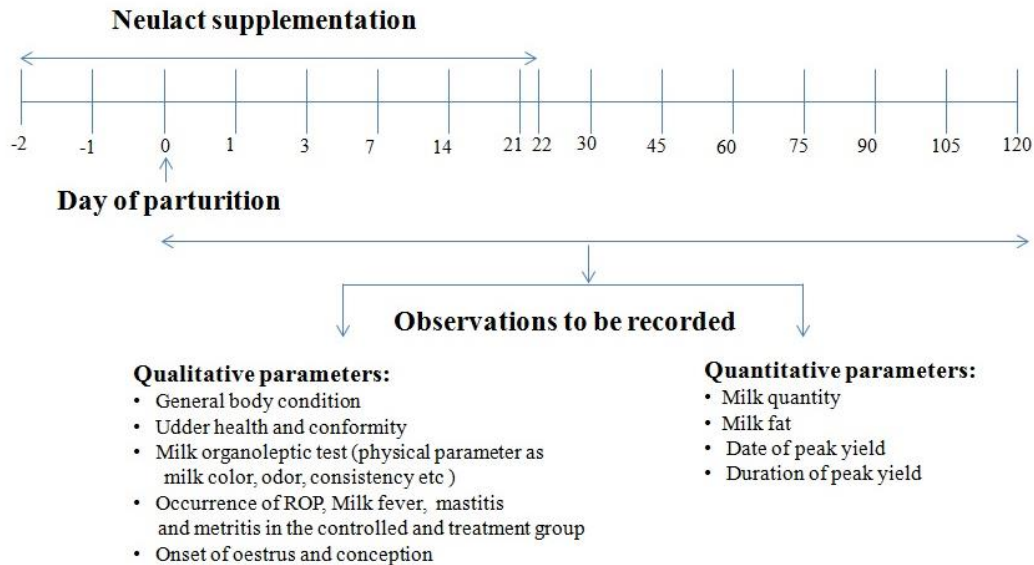 Neulact supplementation
-2 -1 0 1 3 7 14 21 22 30 45 60 75 90 105 120
Day of parturition
Observations to be recorded
Qualitative parameters:
• General body condition
• Udder health and conformity
• Milk organoleptic test (physical parameter as
milk color, odor, consistency etc )
• Occurrence of ROP, Milk fever, mastitis
and metritis in the controlled and treatment group
• Onset of oestrus and conception
Quantitative parameters:
• Milk quantity
• Milk fat
• Date of peak yield
• Duration of peak yield